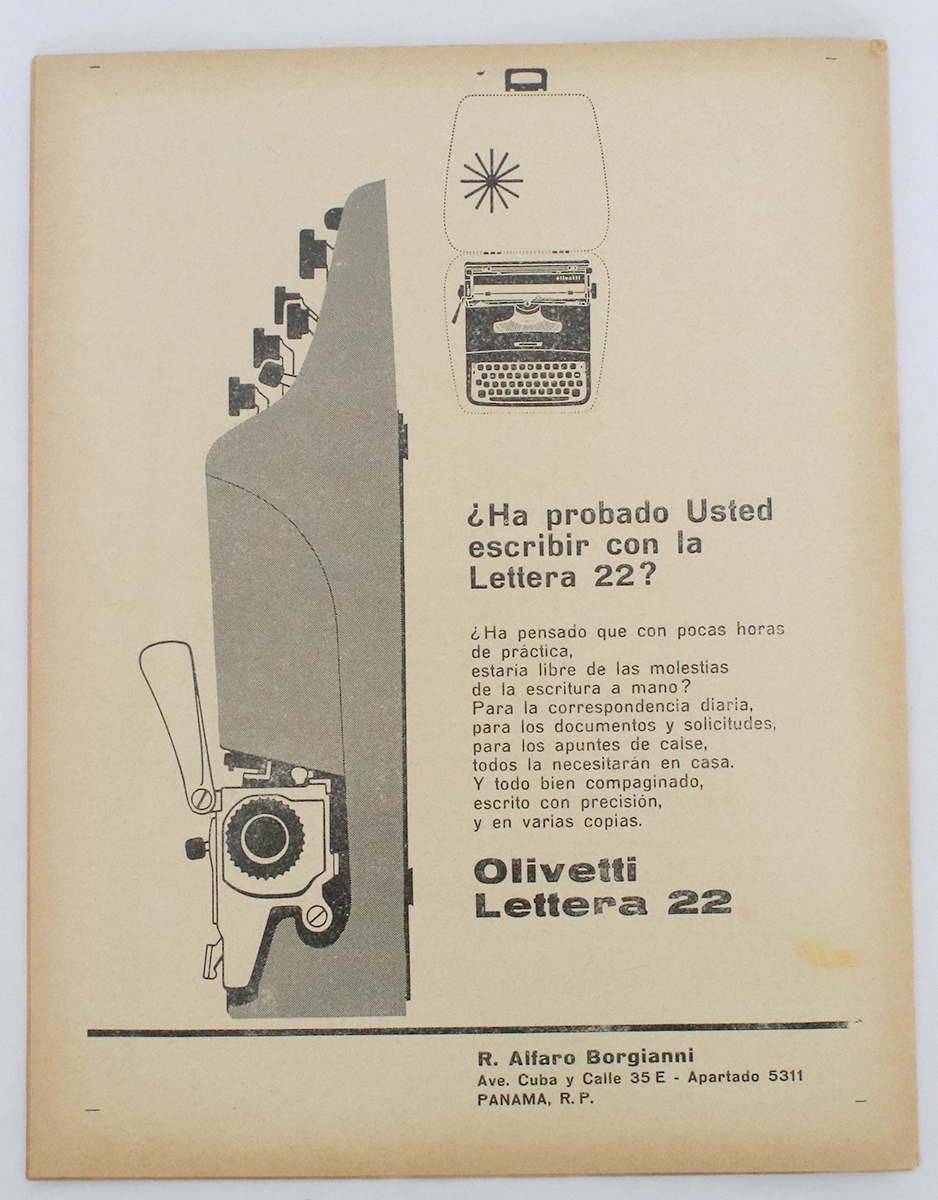 olivetti
¿Ha probado Usted
escribir con la
Lettera 22?
¿Ha pensado que con pocas horas
de práctica,
estaría libre de las molestias
de la escritura a mano?
Para la correspondencia diaria,
para los documentos y solicitudes,
para los apuntes de caise,
todos la necesitarán en casa.
Y todo bien compaginado,
escrito con precisión,
y en varias copias.
Olivetti
Lettera 22
R. Alfaro Borgianni
Ave. Cuba y Calle 35 E - Apartado 5311
PANAMA, R. P.